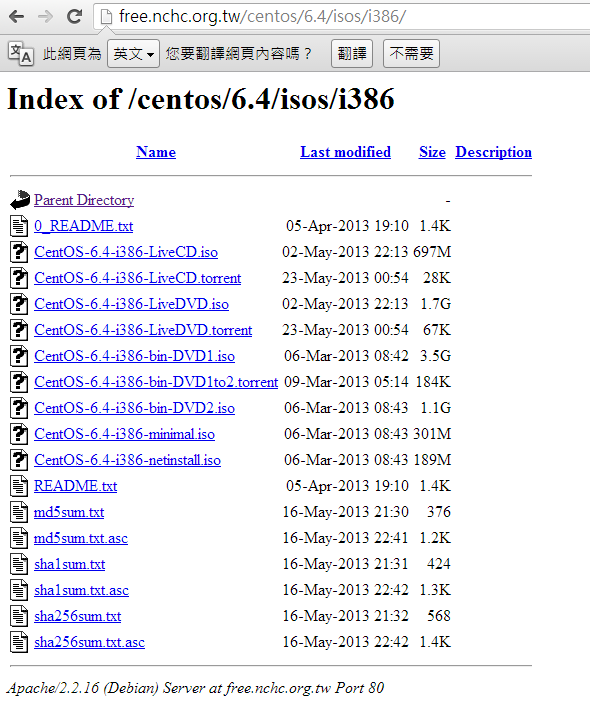 free.nchc.org.tw/centos/6.4/isos/i386/
此網頁為 英文 您要翻譯網頁內容嗎？ 翻譯 不需要
Index of /centos/6.4/isos/i386
Name Last modified Size Description
Parent Directory -
0_README.txt 05-Apr-2013 19:10 1.4K
CentOS-6.4-i386-LiveCD.iso 02-May-2013 22:13 697M
CentOS-6.4-i386-LiveCD.torrent 23-May-2013 00:54 28K
CentOS-6.4-i386-LiveDVD.iso 02-May-2013 22:13 1.7G
CentOS-6.4-i386-LiveDVD.torrent 23-May-2013 00:54 67K
CentOS-6.4-i386-bin-DVD1.iso 06-Mar-2013 08:42 3.5G
CentOS-6.4-i386-bin-DVD1to2.torrent 09-Mar-2013 05:14 184K
CentOS-6.4-i386-bin-DVD2.iso 06-Mar-2013 08:43 1.1G
CentOS-6.4-i386-minimal.iso 06-Mar-2013 08:43 301M
CentOS-6.4-i386-netinstall.iso 06-Mar-2013 08:43 189M
README.txt 05-Apr-2013 19:10 1.4K
md5sum.txt 16-May-2013 21:30 376
md5sum.txt.asc 16-May-2013 22:41 1.2K
sha1sum.txt 16-May-2013 21:31 424
sha1sum.txt.asc 16-May-2013 22:42 1.3K
sha256sum.txt 16-May-2013 21:32 568
sha256sum.txt.asc 16-May-2013 22:42 1.4K
Apache/2.2.16 (Debian) Server at free.nchc.org.tw Port 80